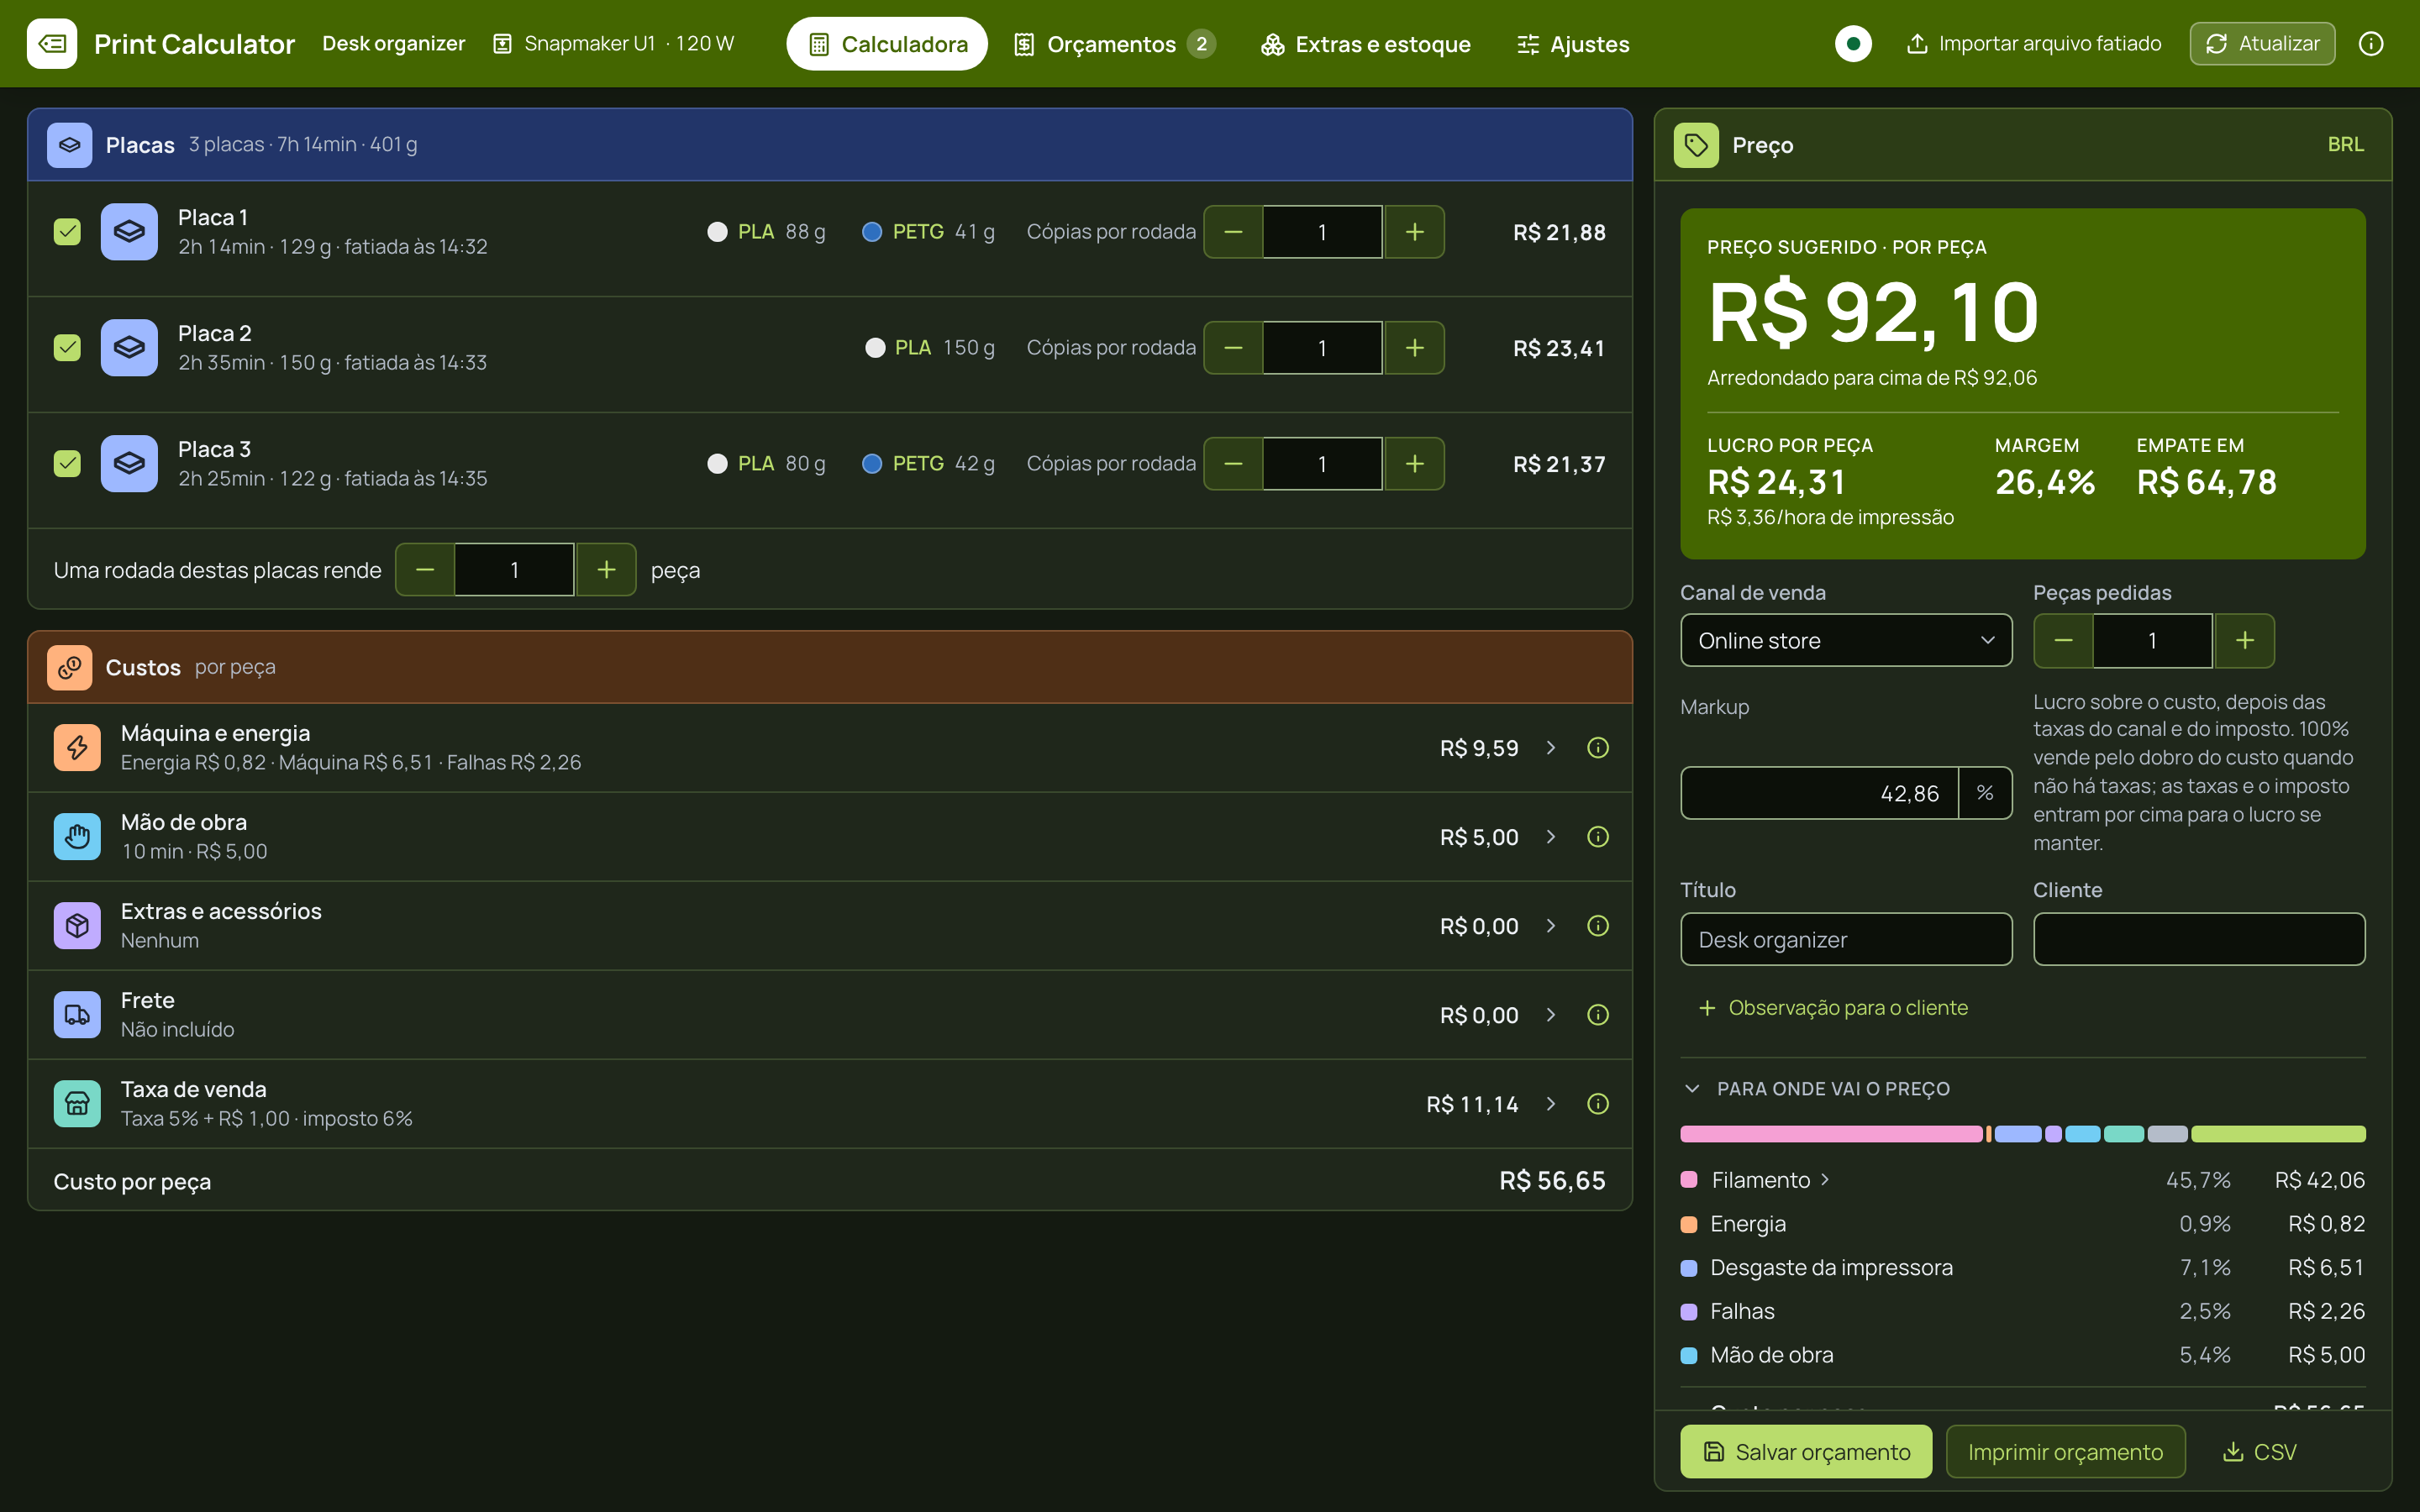 Print Calculator
Desk organizer
Snapmaker U1 · 120 W
Calculadora
Orçamentos 2
Extras e estoque
Ajustes
Importar arquivo fatiado
Atualizar
Placas 3 placas · 7h 14min · 401 g
Placa 1
2h 14min · 129 g · fatiada às 14:32
PLA 88 g PETG 41 g Cópias por rodada 1 R$ 21,88
Placa 2
2h 35min · 150 g · fatiada às 14:33
PLA 150 g Cópias por rodada 1 R$ 23,41
Placa 3
2h 25min · 122 g · fatiada às 14:35
PLA 80 g PETG 42 g Cópias por rodada 1 R$ 21,37
Uma rodada destas placas rende 1 peça
Custos por peça
Máquina e energia
Energia R$ 0,82 · Máquina R$ 6,51 · Falhas R$ 2,26
R$ 9,59
Mão de obra
10 min · R$ 5,00
R$ 5,00
Extras e acessórios
Nenhum
R$ 0,00
Frete
Não incluído
R$ 0,00
Taxa de venda
Taxa 5% + R$ 1,00 · imposto 6%
R$ 11,14
Custo por peça R$ 56,65
Preço BRL
PREÇO SUGERIDO · POR PEÇA
R$ 92,10
Arredondado para cima de R$ 92,06
LUCRO POR PEÇA MARGEM EMPATE EM
R$ 24,31 26,4% R$ 64,78
R$ 3,36/hora de impressão
Canal de venda Peças pedidas
Online store 1
Markup
42,86 %
Lucro sobre o custo, depois das
taxas do canal e do imposto. 100%
vende pelo dobro do custo quando
não há taxas; as taxas e o imposto
entram por cima para o lucro se
manter.
Título Cliente
Desk organizer
Observação para o cliente
PARA ONDE VAI O PREÇO
Filamento 45,7% R$ 42,06
Energia 0,9% R$ 0,82
Desgaste da impressora 7,1% R$ 6,51
Falhas 2,5% R$ 2,26
Mão de obra 5,4% R$ 5,00
Salvar orçamento
Imprimir orçamento
CSV